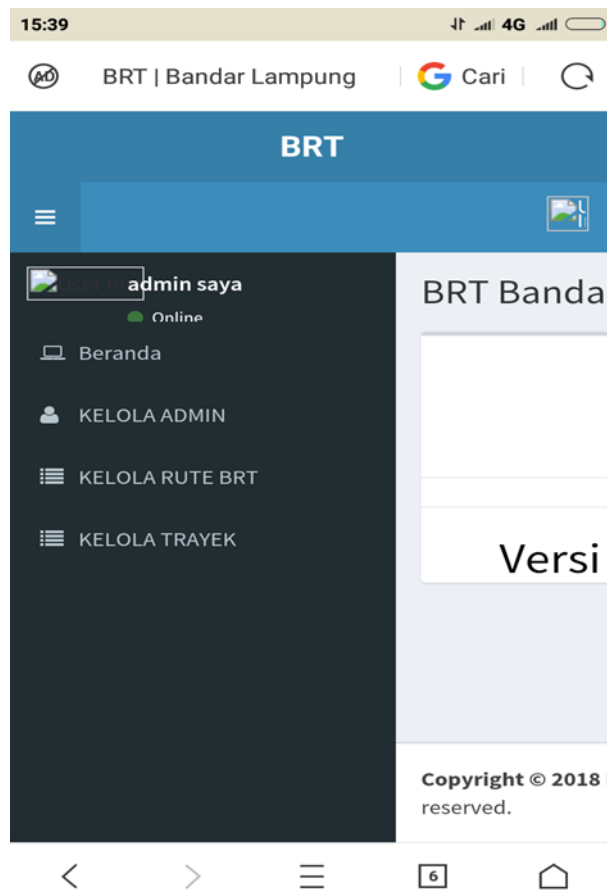 15:39 4G
BRT | Bandar Lampung Cari
BRT
admin saya
Online
Beranda
KELOLA ADMIN
KELOLA RUTE BRT
KELOLA TRAYEK
BRT Banda
Versi
Copyright © 2018
reserved.
6